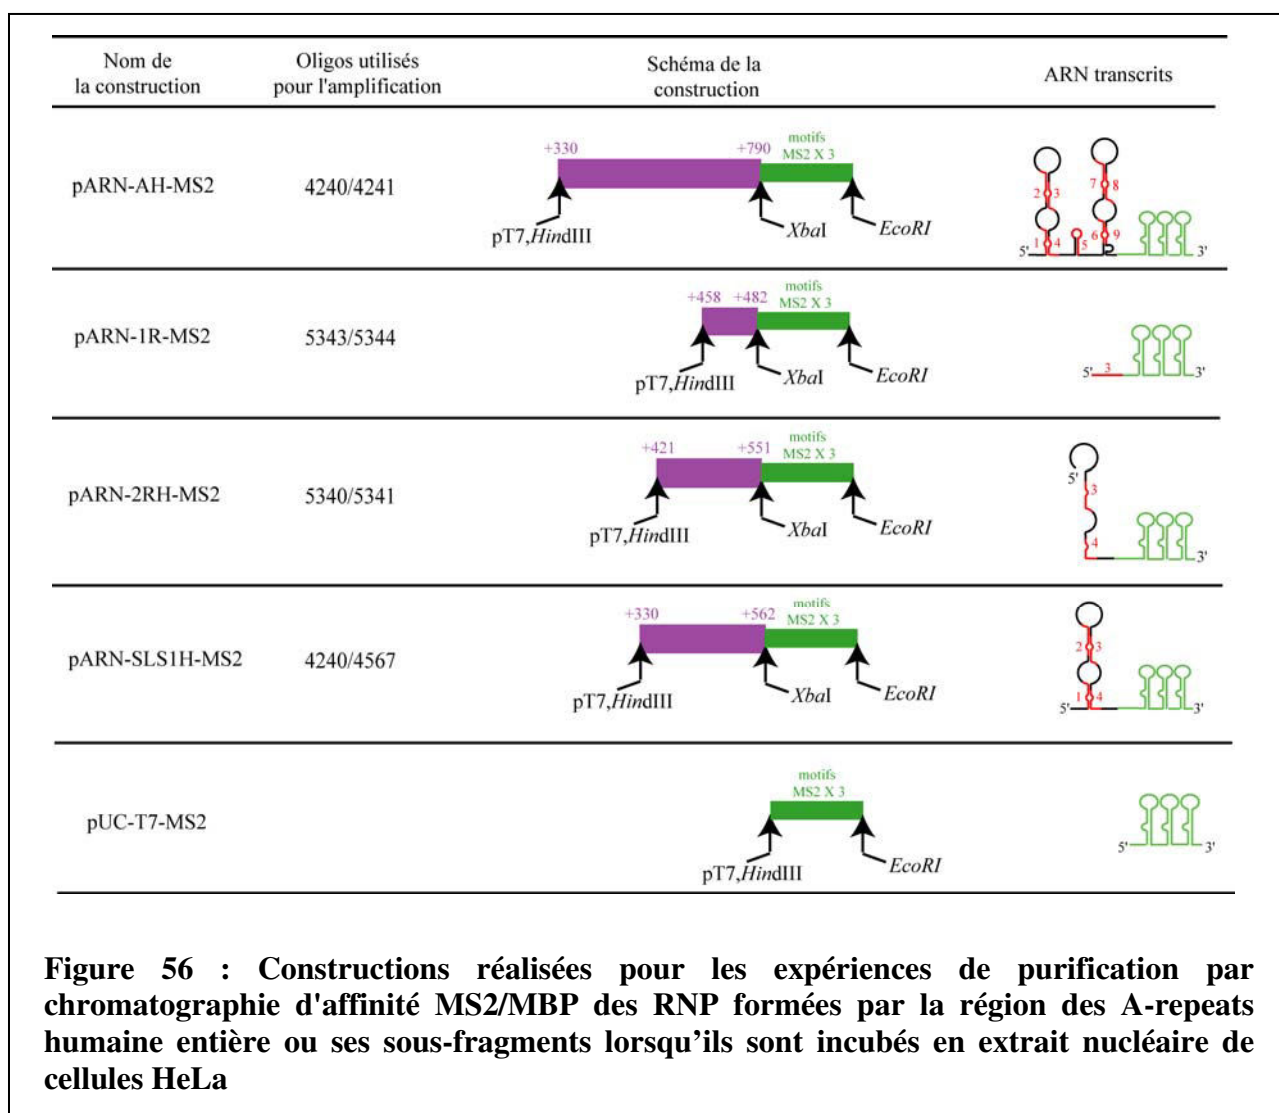 Nom de la construction
Oligos utilisés pour l'amplification
Schéma de la construction
ARN transcrits
pARN-AH-MS2
4240/4241
+330
+790
motifs
MS2 X 3
pT7,HindIII
XbaI
EcoRI
5'
1
2
3
4
5
6
7
8
9
3'
pARN-1R-MS2
5343/5344
+458
+482
motifs
MS2 X 3
pT7,HindIII
XbaI
EcoRI
5'
3
3'
pARN-2RH-MS2
5340/5341
+421
+551
motifs
MS2 X 3
pT7,HindIII
XbaI
EcoRI
5'
3
4
3'
pARN-SLS1H-MS2
4240/4567
+330
+562
motifs
MS2 X 3
pT7,HindIII
XbaI
EcoRI
5'
1
2
3
4
3'
pUC-T7-MS2
motifs
MS2 X 3
pT7,HindIII
EcoRI
5'
3'
Figure 56 : Constructions réalisées pour les expériences de purification par
chromatographie d'affinité MS2/MBP des RNP formées par la région des A-repeats
humaine entière ou ses sous-fragments lorsqu'ils sont incubés en extrait nucléaire de
cellules HeLa